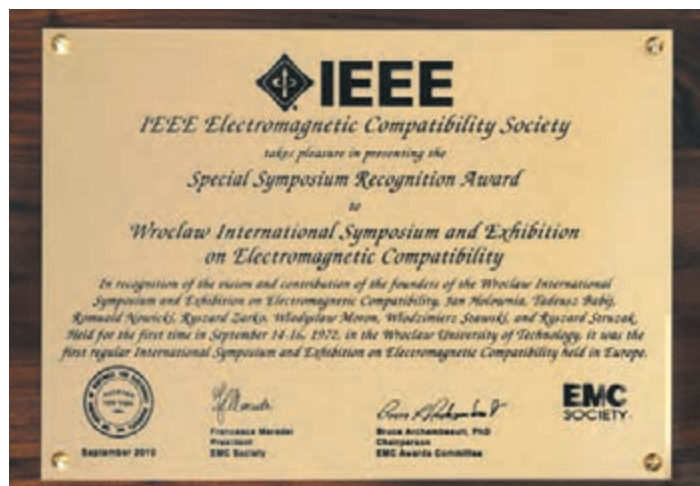 IEEE
IEEE Electromagnetic Compatibility Society
takes pleasure in presenting the
Special Symposium Recognition Award
to
Wroclaw International Symposium and Exhibition
on Electromagnetic Compatibility
In recognition of the vision and contribution of the founders of the Wroclaw International
Symposium and Exhibition on Electromagnetic Compatibility, Jan Holownia, Tadeusz Babij,
Romuald Nowicki, Ryszard Zarko, Wladyslaw Moron, Wlodzimierz Stawski, and Ryszard Struzak.
Held for the first time in September 14-16, 1972, in the Wroclaw University of Technology, it was the
first regular International Symposium and Exhibition on Electromagnetic Compatibility held in Europe.
September 2010
Francesca Maradei
President
EMC Society
Bruce Archambeault, PhD
Chairperson
EMC Awards Committee
EMC
SOCIETY